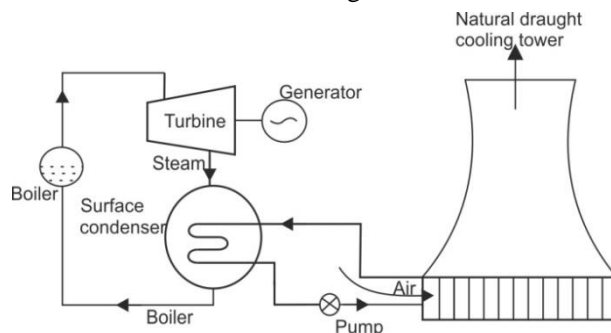 Natural draught
cooling tower
Generator
Turbine
Steam
Boiler
Surface
condenser
Air
Boiler
Pump